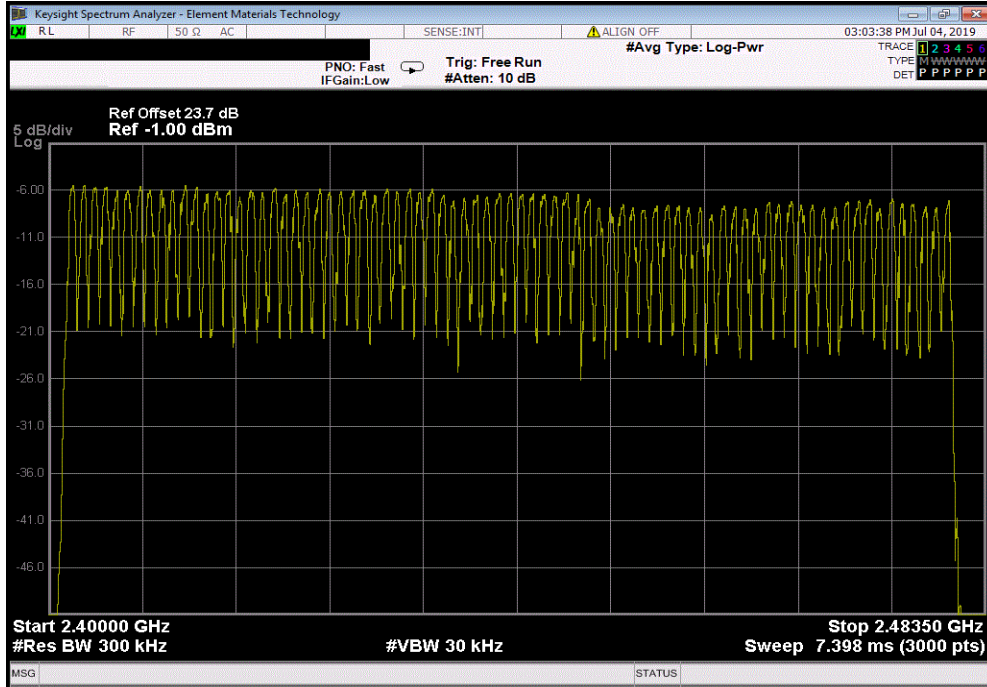 Keysight Spectrum Analyzer - Element Materials Technology
LXI RL RF 50 Ω AC SENSE:INT ALIGN OFF 03:03:38 PM Jul 04, 2019
#Avg Type: Log-Pwr TRACE 1 2 3 4 5 6
PNO: Fast Trig: Free Run TYPE M WWWWW
IFGain:Low #Atten: 10 dB DET P P P P P P
Ref Offset 23.7 dB
5 dB/div Ref -1.00 dBm
Log
-6.00
-11.0
-16.0
-21.0
-26.0
-31.0
-36.0
-41.0
-46.0
Start 2.40000 GHz Stop 2.48350 GHz
#Res BW 300 kHz #VBW 30 kHz Sweep 7.398 ms (3000 pts)
MSG STATUS